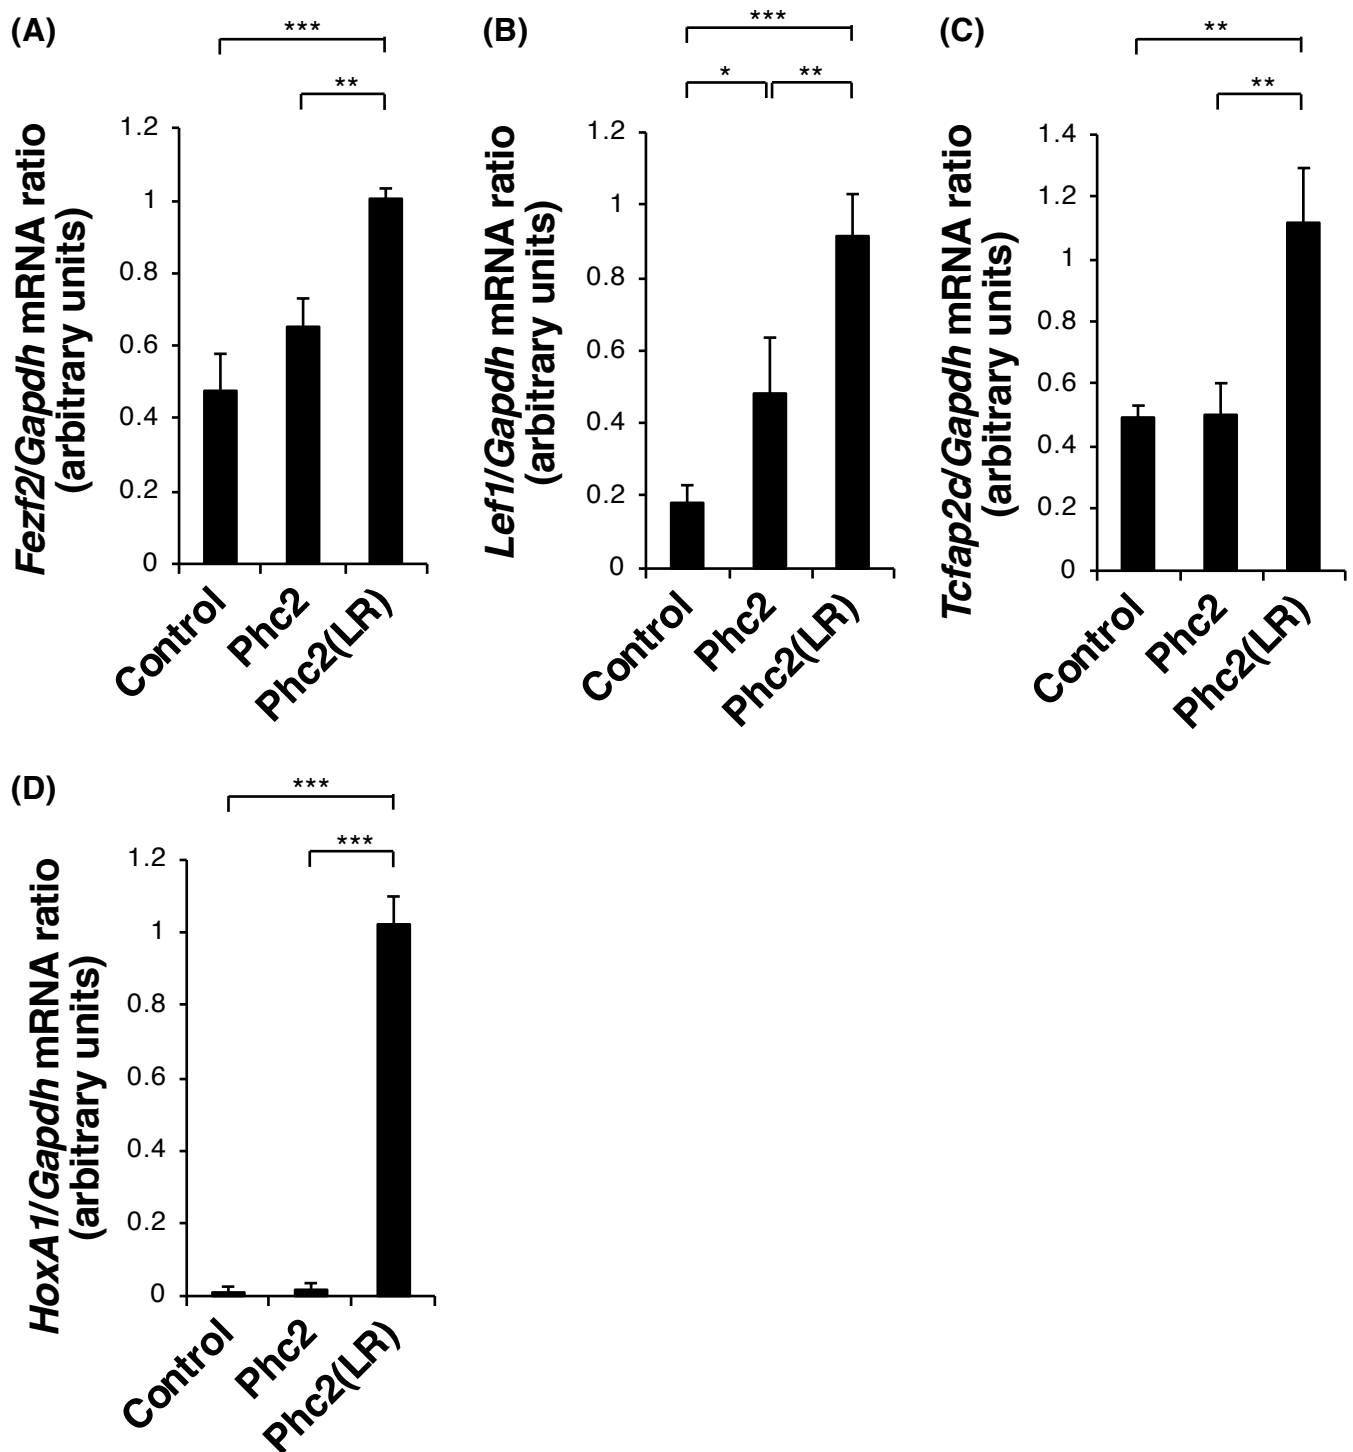 (A)
***
**
1.2
1
0.8
0.6
0.4
0.2
0
Fezf2/Gapdh mRNA ratio
(arbitrary units)
Control
Phc2
Phc2(LR)
(B)
***
*
**
1.2
1
0.8
0.6
0.4
0.2
0
Lef1/Gapdh mRNA ratio
(arbitrary units)
Control
Phc2
Phc2(LR)
(C)
**
**
1.4
1.2
1
0.8
0.6
0.4
0.2
0
Tcfap2c/Gapdh mRNA ratio
(arbitrary units)
Control
Phc2
Phc2(LR)
(D)
***
***
1.2
1
0.8
0.6
0.4
0.2
0
HoxA1/Gapdh mRNA ratio
(arbitrary units)
Control
Phc2
Phc2(LR)